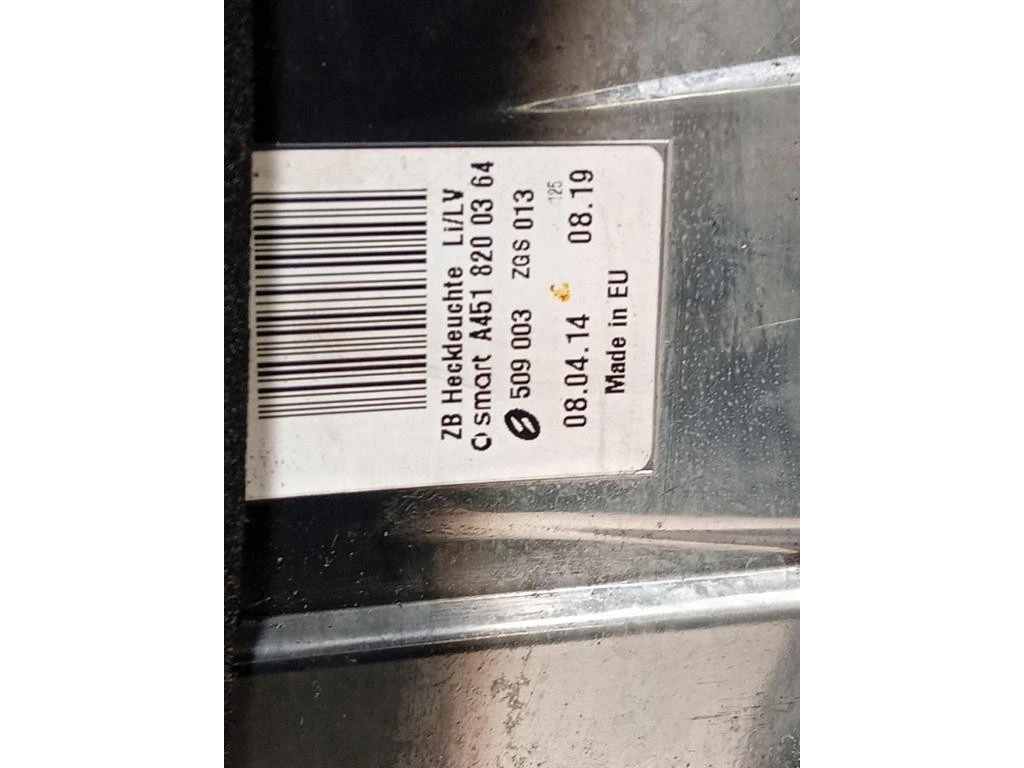 ZB Heckleuchte Li/LV
smart A451 820 03 64
509 003 ZGS 013
125
08.04.14 08.19
Made in EU